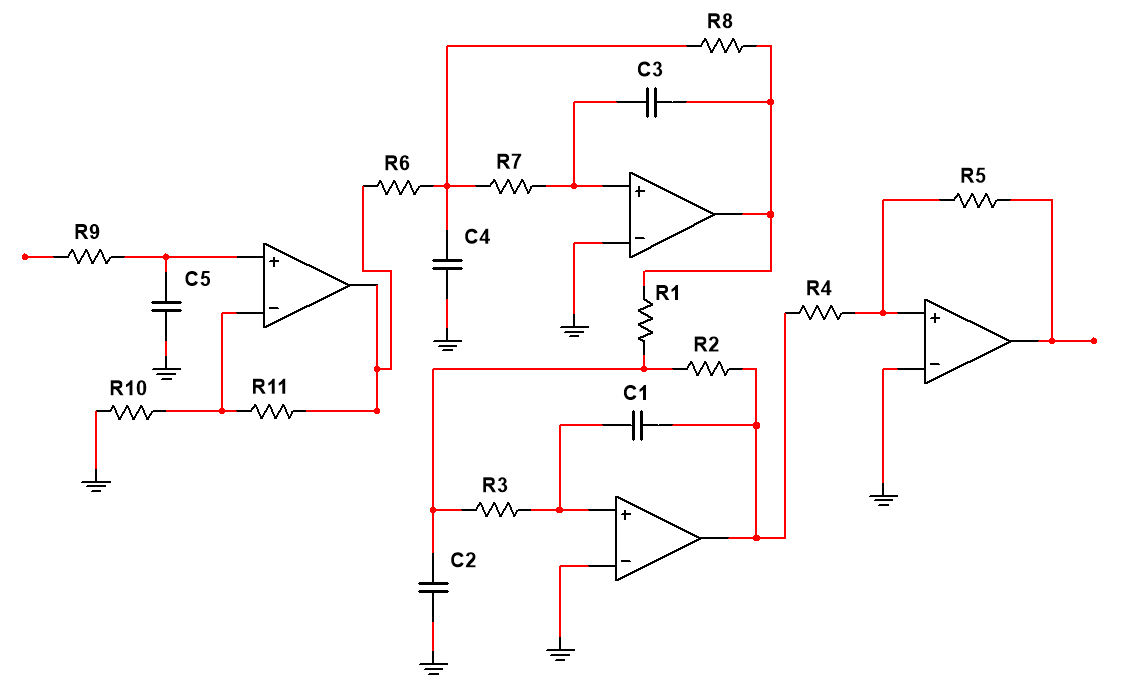 R8
C3
R6
R7
R5
+
R9
C4
−
C5
+
R1
R4
−
+
R2
R10
R11
C1
−
R3
+
C2
−